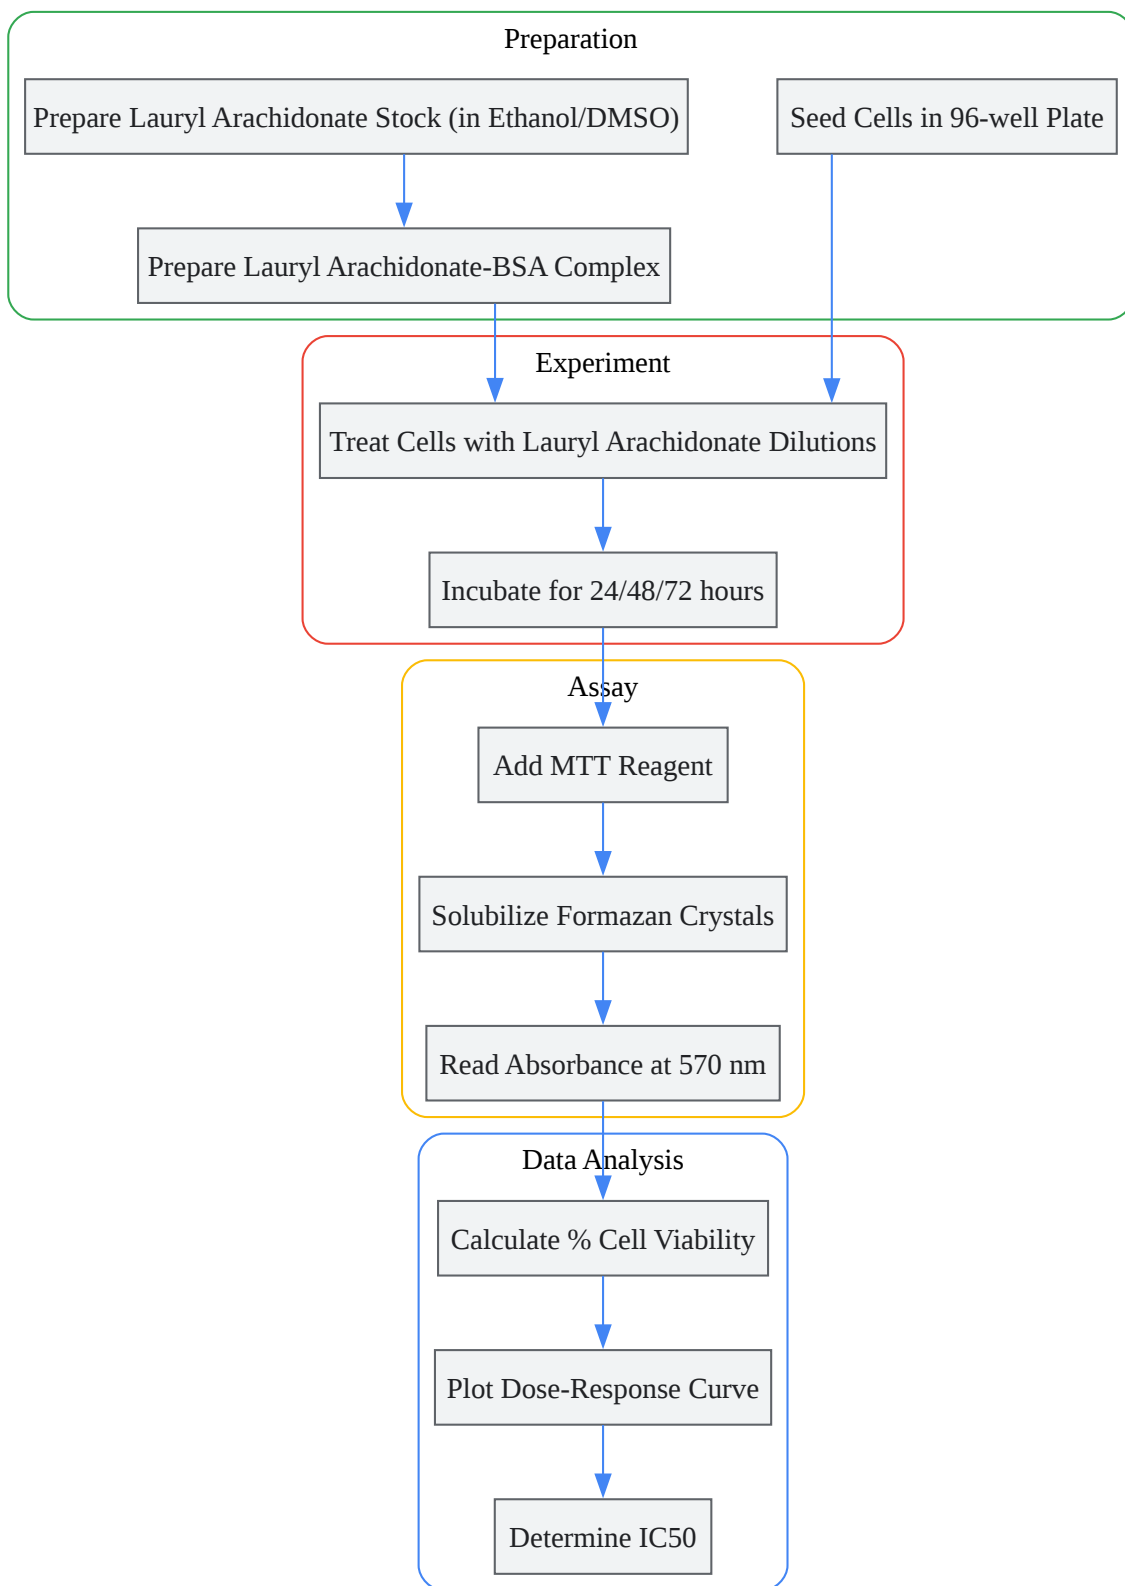 Preparation
Prepare Lauryl Arachidonate Stock (in Ethanol/DMSO)
Seed Cells in 96-well Plate
Prepare Lauryl Arachidonate-BSA Complex
Experiment
Treat Cells with Lauryl Arachidonate Dilutions
Incubate for 24/48/72 hours
Assay
Add MTT Reagent
Solubilize Formazan Crystals
Read Absorbance at 570 nm
Data Analysis
Calculate % Cell Viability
Plot Dose-Response Curve
Determine IC50